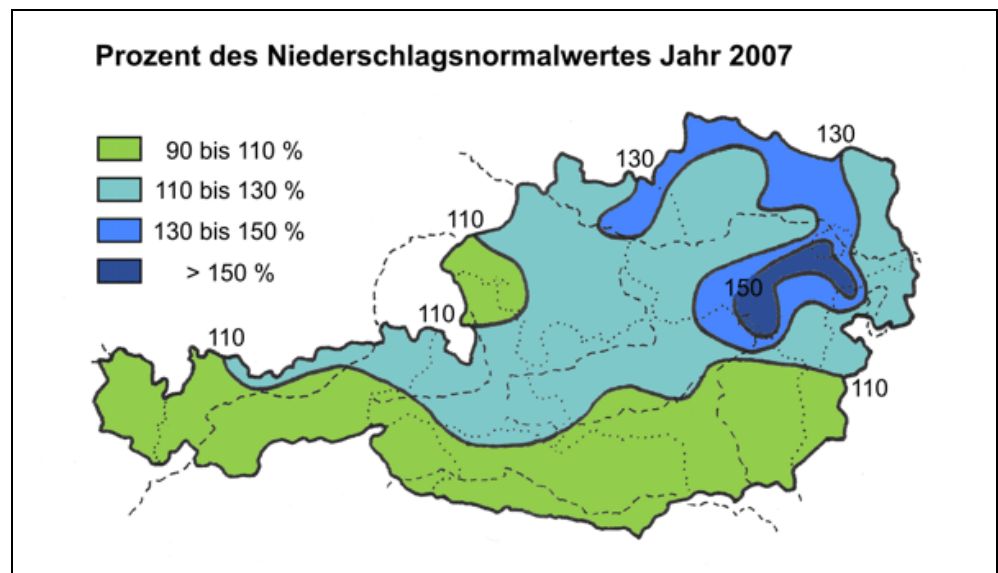 Prozent des Niederschlagsnormalwertes Jahr 2007
90 bis 110 %
110 bis 130 %
130 bis 150 %
> 150 %
130
130
110
150
110
110
110